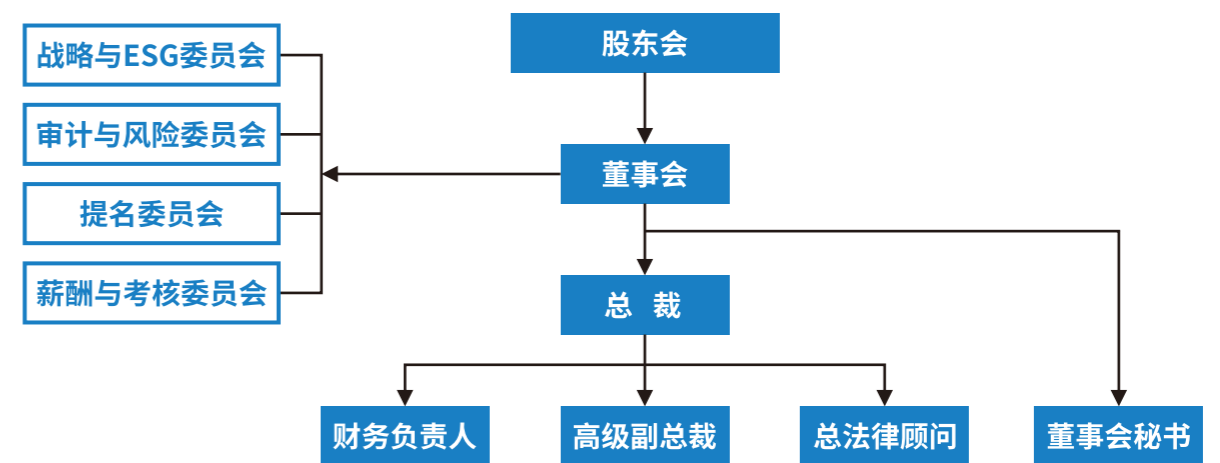 股东会
战略与ESG委员会
审计与风险委员会
提名委员会
薪酬与考核委员会
董事会
总 裁
财务负责人
高级副总裁
总法律顾问
董事会秘书